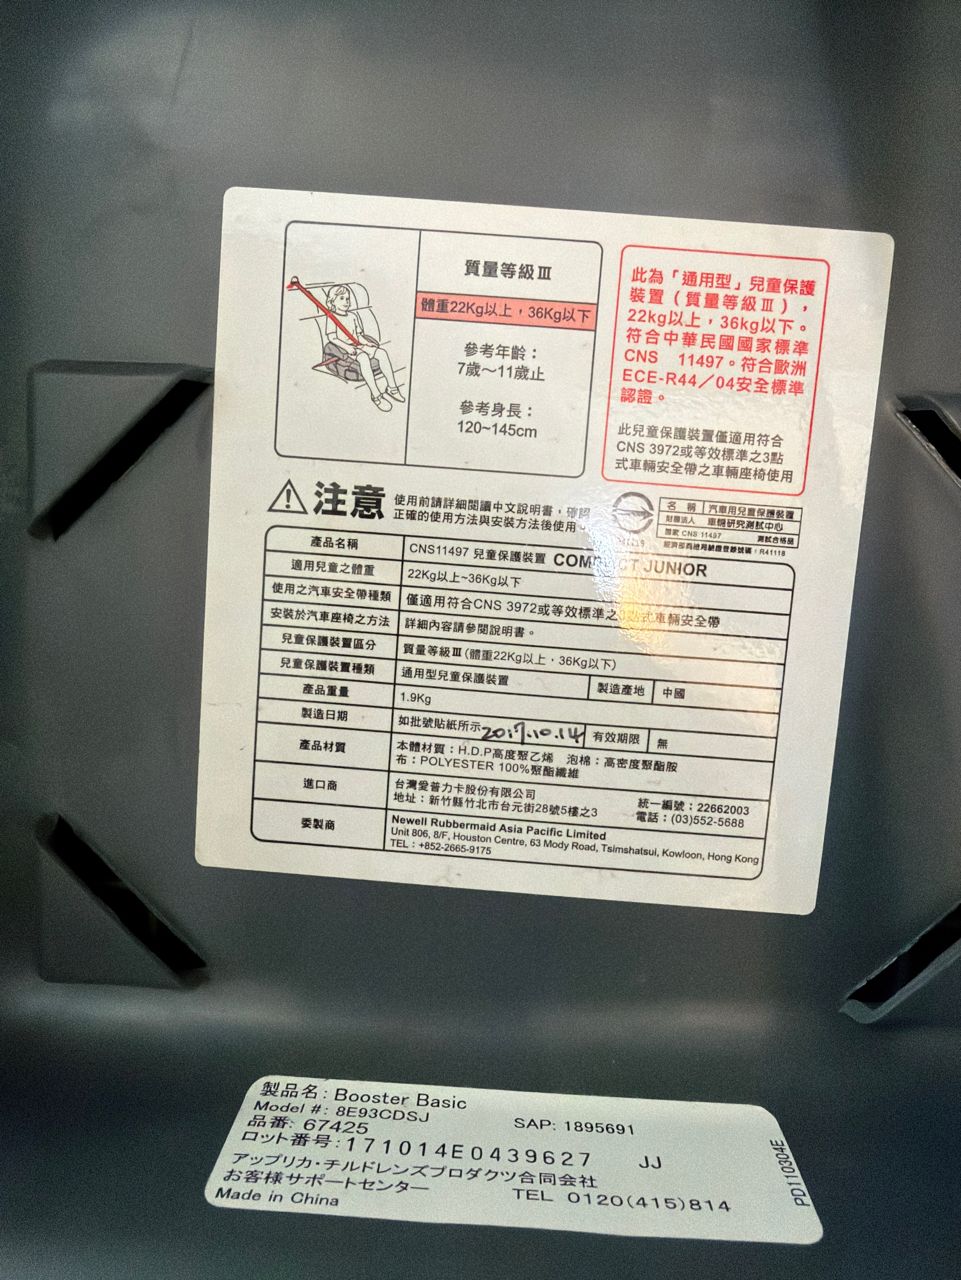 質量等級Ⅲ
體重22Kg以上，36Kg以下
參考年齡：
7歲～11歲止
參考身長：
120~145cm
此為「通用型」兒童保護
裝置（質量等級Ⅲ），
22kg以上，36kg以下。
符合中華民國國家標準
CNS 11497。符合歐洲
ECE-R44／04安全標準
認證。
此兒童保護裝置僅適用符合
CNS 3972或等效標準之3點
式車輛安全帶之車輛座椅使用
注意
使用前請詳細閱讀中文說明書，確認
正確的使用方法與安裝方法後使用
名 稱 汽車用兒童保護裝置
財團法人 車輛研究測試中心
國家 CNS 11497 測試合格品
R41118
產品名稱 CNS11497 兒童保護裝置 COMPACT JUNIOR
適用兒童之體重 22Kg以上~36Kg以下
使用之汽車安全帶種類 僅適用符合CNS 3972或等效標準之3點式車輛安全帶
安裝於汽車座椅之方法 詳細內容請參閱說明書。
兒童保護裝置區分 質量等級Ⅲ(體重22Kg以上，36Kg以下)
兒童保護裝置種類 通用型兒童保護裝置 製造產地 中國
產品重量 1.9Kg
製造日期 如批號貼紙所示 2017.10.14 有效期限 無
產品材質 本體材質：H.D.P高度聚乙烯 泡棉：高密度聚酯胺
布：POLYESTER 100%聚酯纖維
進口商 台灣愛普力卡股份有限公司 統一編號：22662003
地址：新竹縣竹北市台元街28號5樓之3 電話：(03)552-5688
委製商 Newell Rubbermaid Asia Pacific Limited
Unit 806, 8/F, Houston Centre, 63 Mody Road, Tsimshatsui, Kowloon, Hong Kong
TEL：+852-2665-9175
製品名: Booster Basic
Model #: 8E93CDSJ SAP: 1895691
品番: 67425
ロット番号:171014E0439627 JJ
アップリカ・チルドレンズプロダクツ合同会社
お客様サポートセンター TEL 0120(415)814
Made in China
PD110304E